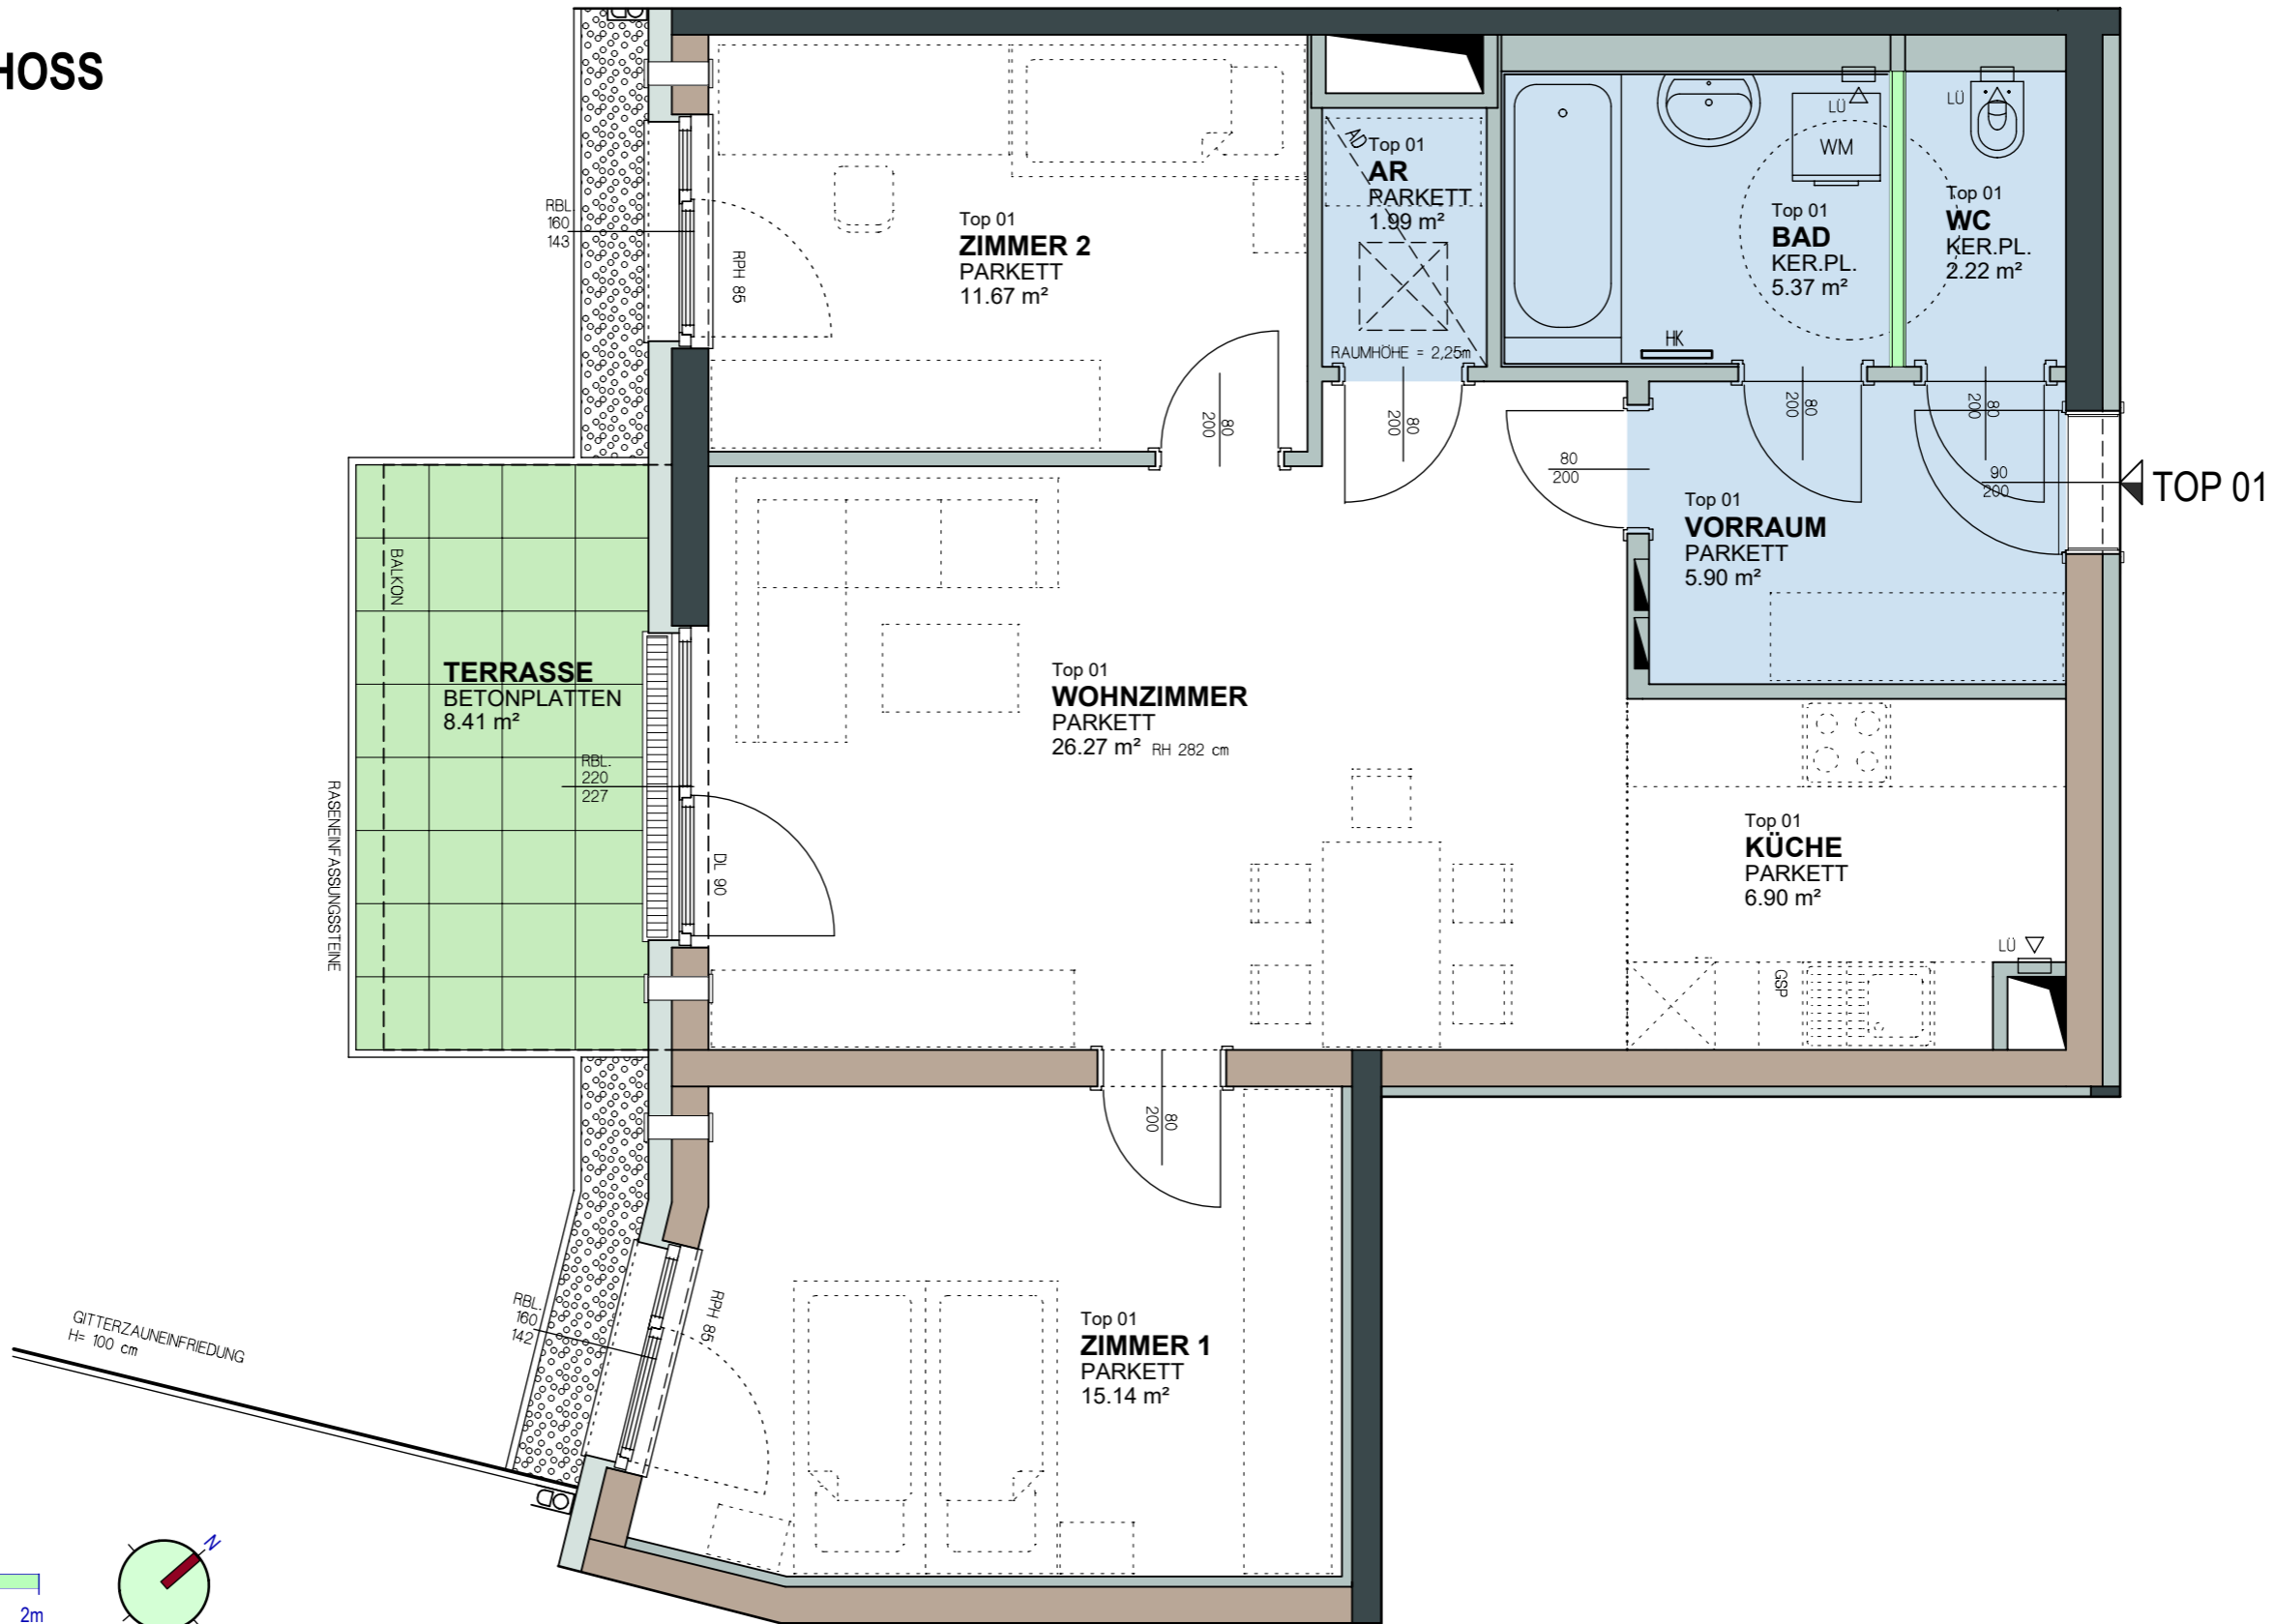 HOSS
RBL.
160
143
RPH 85
Top 01
ZIMMER 2
PARKETT
11.67 m²
80
200
AD
Top 01
AR
PARKETT
1.99 m²
RAUMHÖHE = 2,25m
80
200
HK
LÜ
WM
Top 01
BAD
KER.PL.
5.37 m²
80
200
LÜ
Top 01
WC
KER.PL.
2.22 m²
80
200
90
200
TOP 01
80
200
Top 01
VORRAUM
PARKETT
5.90 m²
BALKON
TERRASSE
BETONPLATTEN
8.41 m²
RBL.
220
227
RASENEINFASSUNGSSTEINE
DL 90
Top 01
WOHNZIMMER
PARKETT
26.27 m² RH 282 cm
Top 01
KÜCHE
PARKETT
6.90 m²
LÜ
GSP
80
200
RBL.
160
142
RPH 85
Top 01
ZIMMER 1
PARKETT
15.14 m²
GITTERZAUNEINFRIEDUNG
H= 100 cm
N
2m